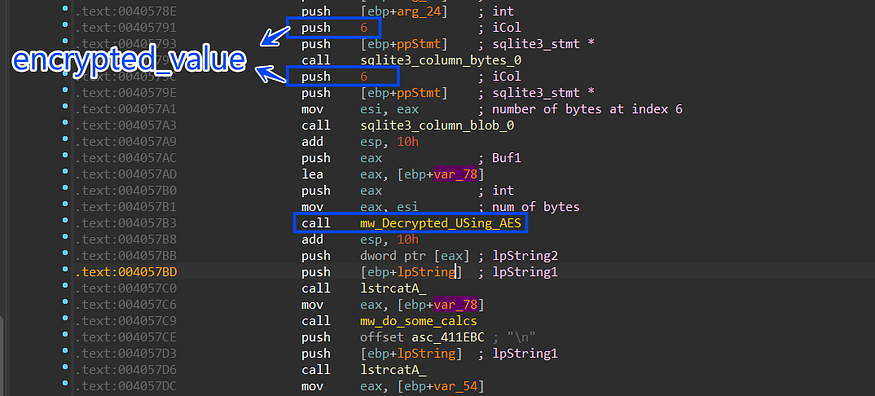 .text:0040578E push [ebp+arg_24] ; int
.text:00405791 push 6 ; iCol
.text:00405793 push [ebp+ppStmt] ; sqlite3_stmt *
encrypted_value
call sqlite3_column_bytes_0
push 6 ; iCol
.text:0040579E push [ebp+ppStmt] ; sqlite3_stmt *
.text:004057A1 mov esi, eax ; number of bytes at index 6
.text:004057A3 call sqlite3_column_blob_0
.text:004057A9 add esp, 10h
.text:004057AC push eax ; Buf1
.text:004057AD lea eax, [ebp+var_78]
.text:004057B0 push eax ; int
.text:004057B1 mov eax, esi ; num of bytes
.text:004057B3 call mw_Decrypted_USing_AES
.text:004057B8 add esp, 10h
.text:004057BB push dword ptr [eax] ; lpString2
.text:004057BD push [ebp+lpString] ; lpString1
.text:004057C0 call lstrcatA_
.text:004057C6 mov eax, [ebp+var_78]
.text:004057C9 call mw_do_some_calcs
.text:004057CE push offset asc_411EBC ; "\n"
.text:004057D3 push [ebp+lpString] ; lpString1
.text:004057D6 call lstrcatA_
.text:004057DC mov eax, [ebp+var_54]